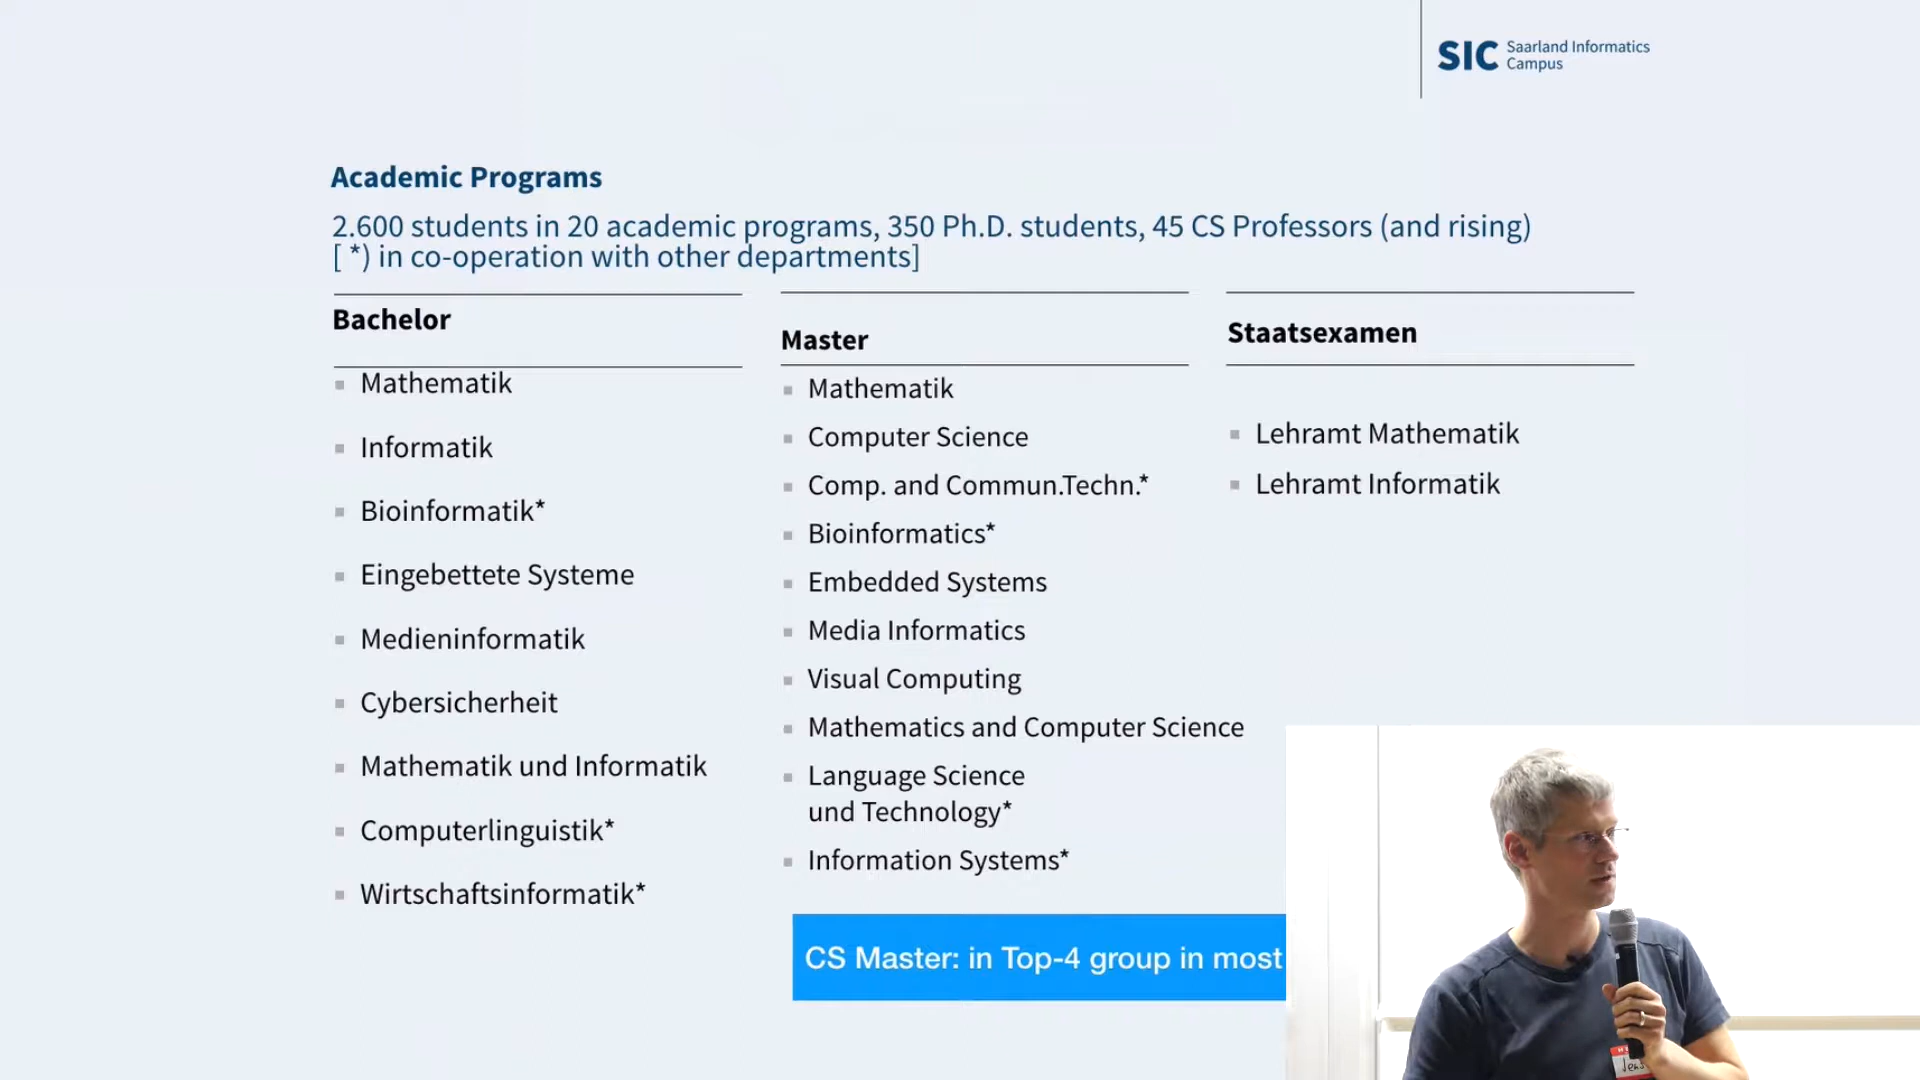 SIC Saarland Informatics
Campus
Academic Programs
2.600 students in 20 academic programs, 350 Ph.D. students, 45 CS Professors (and rising)
[ *) in co-operation with other departments]
Bachelor
Mathematik
Informatik
Bioinformatik*
Eingebettete Systeme
Medieninformatik
Cybersicherheit
Mathematik und Informatik
Computerlinguistik*
Wirtschaftsinformatik*
Master
Mathematik
Computer Science
Comp. and Commun.Techn.*
Bioinformatics*
Embedded Systems
Media Informatics
Visual Computing
Mathematics and Computer Science
Language Science
und Technology*
Information Systems*
Staatsexamen
Lehramt Mathematik
Lehramt Informatik
CS Master: in Top-4 group in most